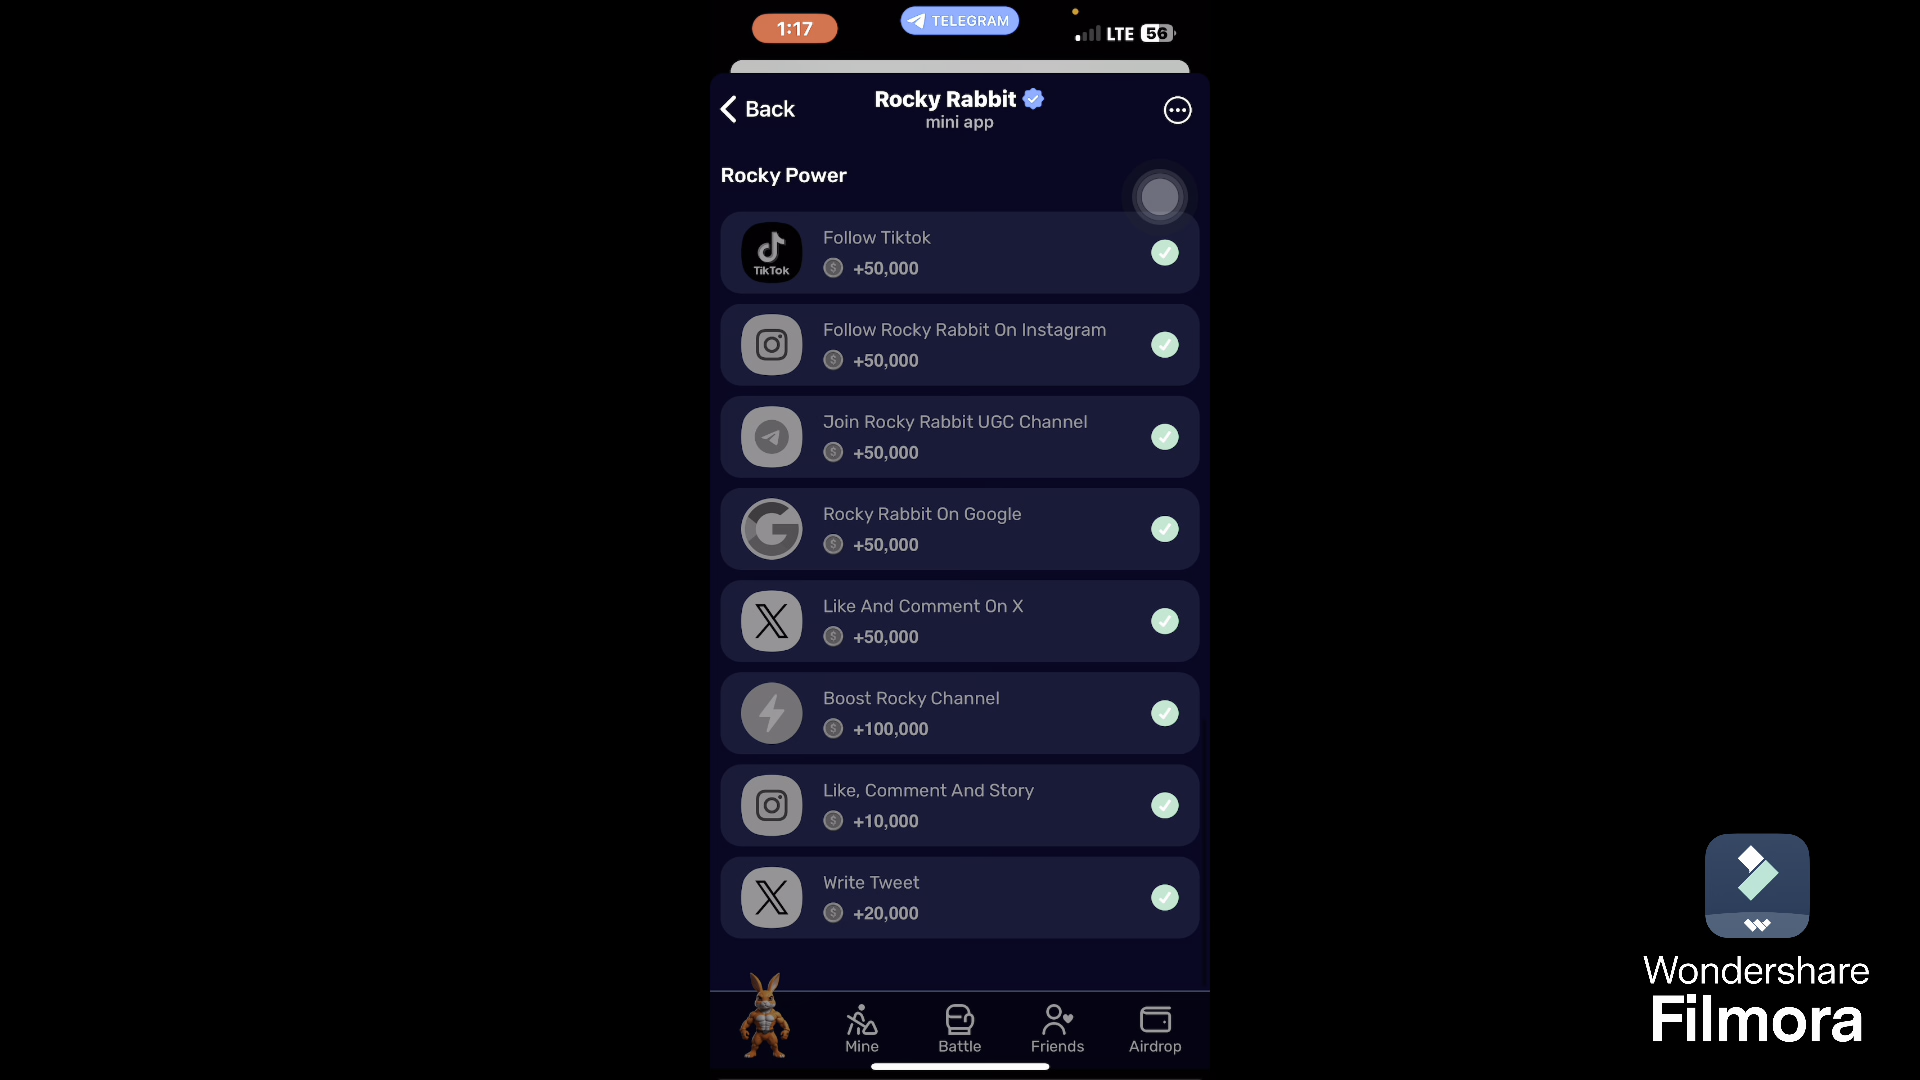 1:17
TELEGRAM
LTE 56
Back
Rocky Rabbit
mini app
Rocky Power
TikTok
Follow Tiktok
+50,000
Follow Rocky Rabbit On Instagram
+50,000
Join Rocky Rabbit UGC Channel
+50,000
Rocky Rabbit On Google
+50,000
Like And Comment On X
+50,000
Boost Rocky Channel
+100,000
Like, Comment And Story
+10,000
Write Tweet
+20,000
Mine
Battle
Friends
Airdrop
Wondershare
Filmora